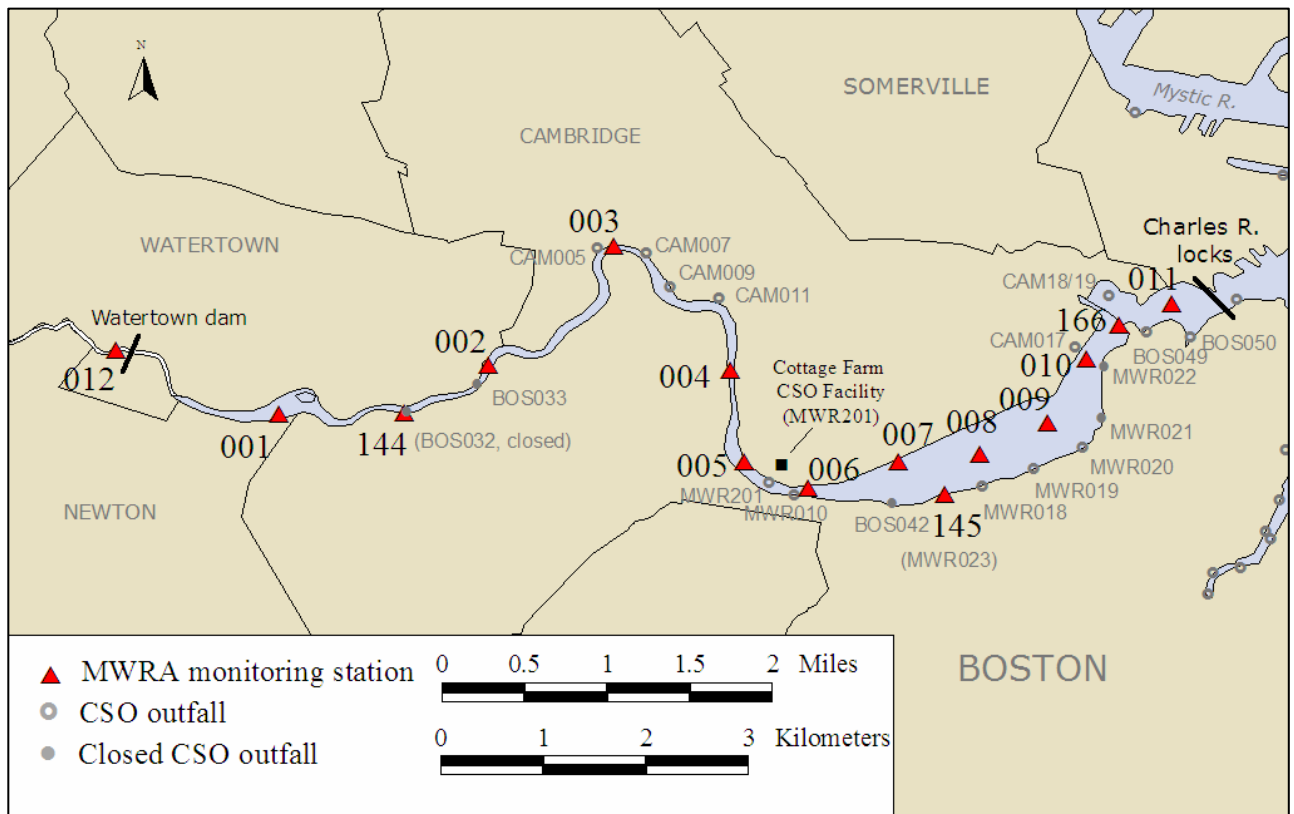 N
SOMERVILLE
Mystic R.
CAMBRIDGE
003
CAM005
CAM007
CAM009
CAM011
WATERTOWN
Charles R.
locks
CAM18/19
011
166
CAM017
BOS049
BOS050
Watertown dam
012
002
BOS033
004
Cottage Farm
CSO Facility
(MWR201)
010
MWR022
009
008
007
MWR021
001
144
(BOS032, closed)
005
006
MWR020
MWR201
MWR019
MWR010
MWR018
NEWTON
BOS042
145
(MWR023)
MWRA monitoring station
CSO outfall
Closed CSO outfall
0 0.5 1 1.5 2 Miles
0 1 2 3 Kilometers
BOSTON